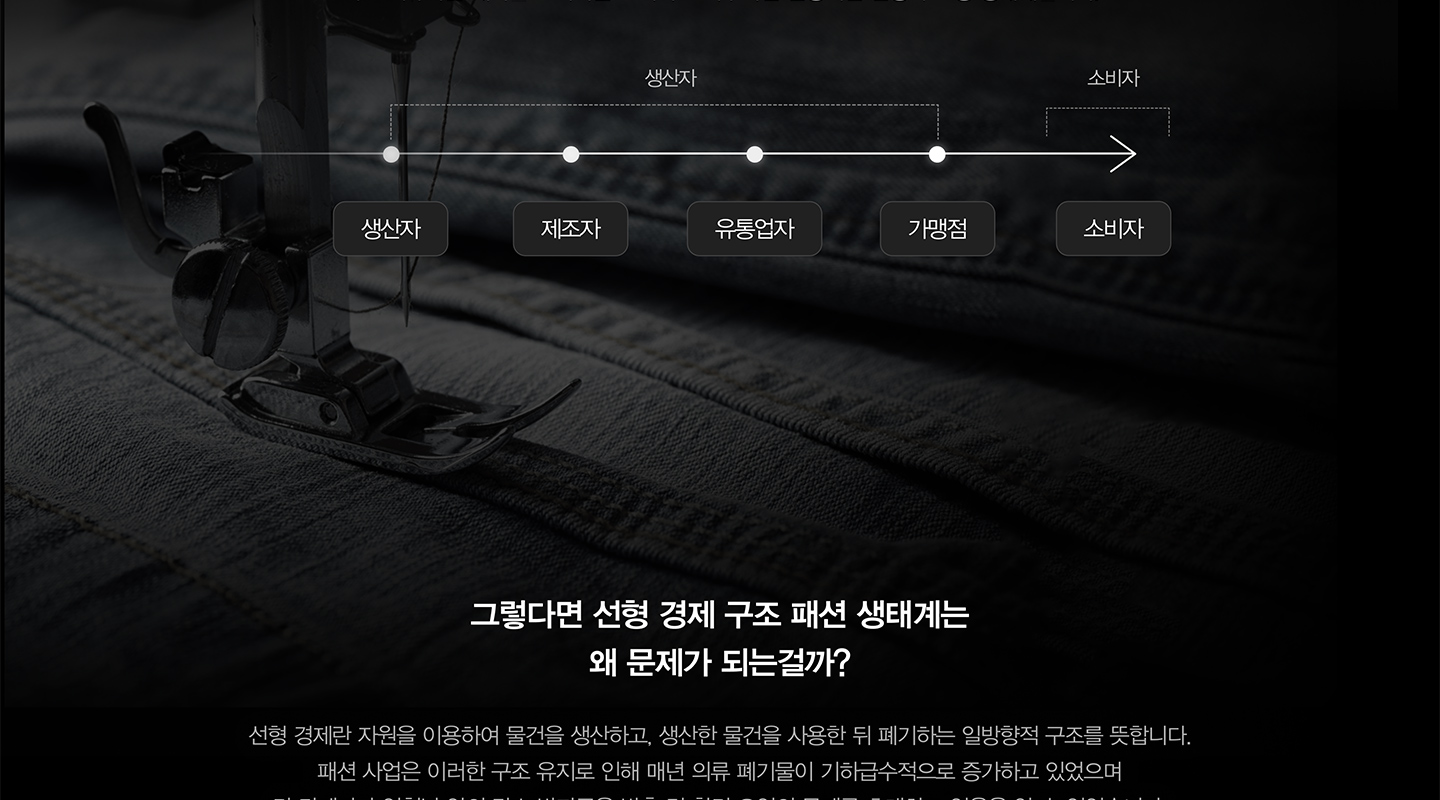 생산자
소비자
생산자
제조자
유통업자
가맹점
소비자
그렇다면 선형 경제 구조 패션 생태계는
왜 문제가 되는걸까?
선형 경제란 자원을 이용하여 물건을 생산하고, 생산한 물건을 사용한 뒤 폐기하는 일방향적 구조를 뜻합니다.
패션 사업은 이러한 구조 유지로 인해 매년 의류 폐기물이 기하급수적으로 증가하고 있었으며